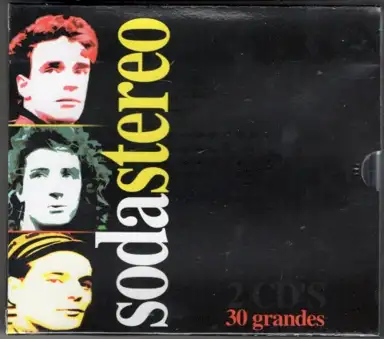 sodastereo
2 CD'S
30 grandes